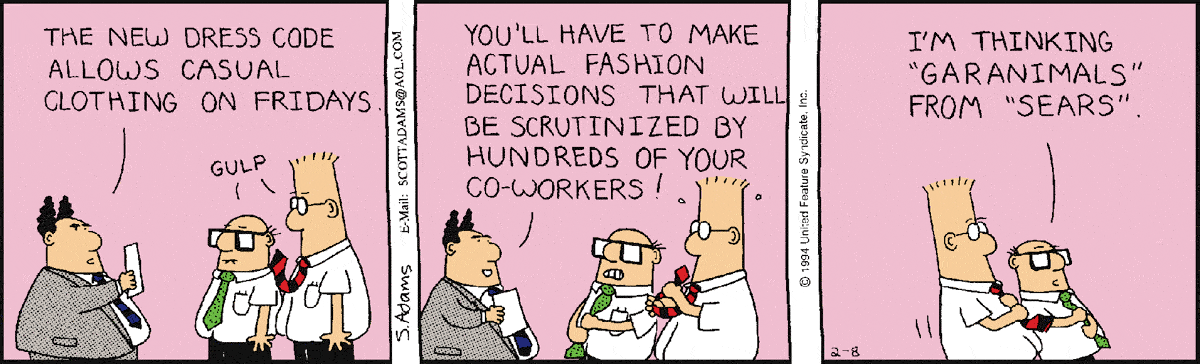 THE NEW DRESS CODE
ALLOWS CASUAL
CLOTHING ON FRIDAYS.
GULP
S. Adams
E-Mail: SCOTTADAMS@AOL.COM
YOU'LL HAVE TO MAKE
ACTUAL FASHION
DECISIONS THAT WILL
BE SCRUTINIZED BY
HUNDREDS OF YOUR
CO-WORKERS!
© 1994 United Feature Syndicate, Inc.
I'M THINKING
"GARANIMALS"
FROM "SEARS".
2-8